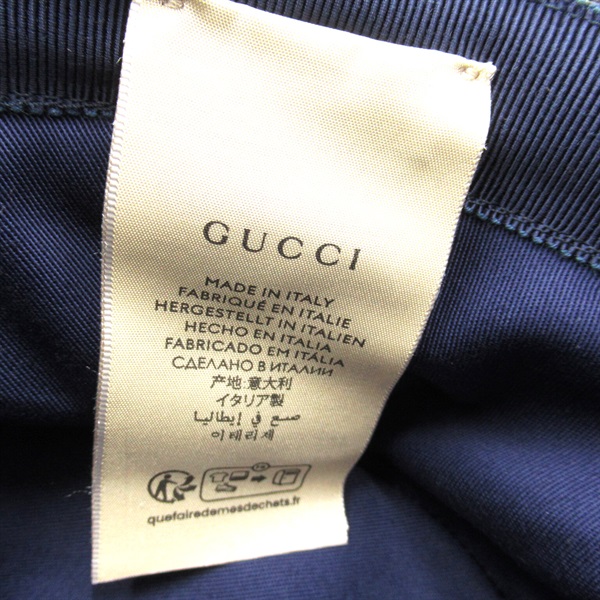 GUCCI
MADE IN ITALY
FABRIQUÉ EN ITALIE
HERGESTELLT IN ITALIEN
HECHO EN ITALIA
FABRICADO EM ITÁLIA
СДЕЛАНО В ИТАЛИИ
产地:意大利
イタリア製
صنع في إيطاليا
이태리제
quefairedemesdechets.fr